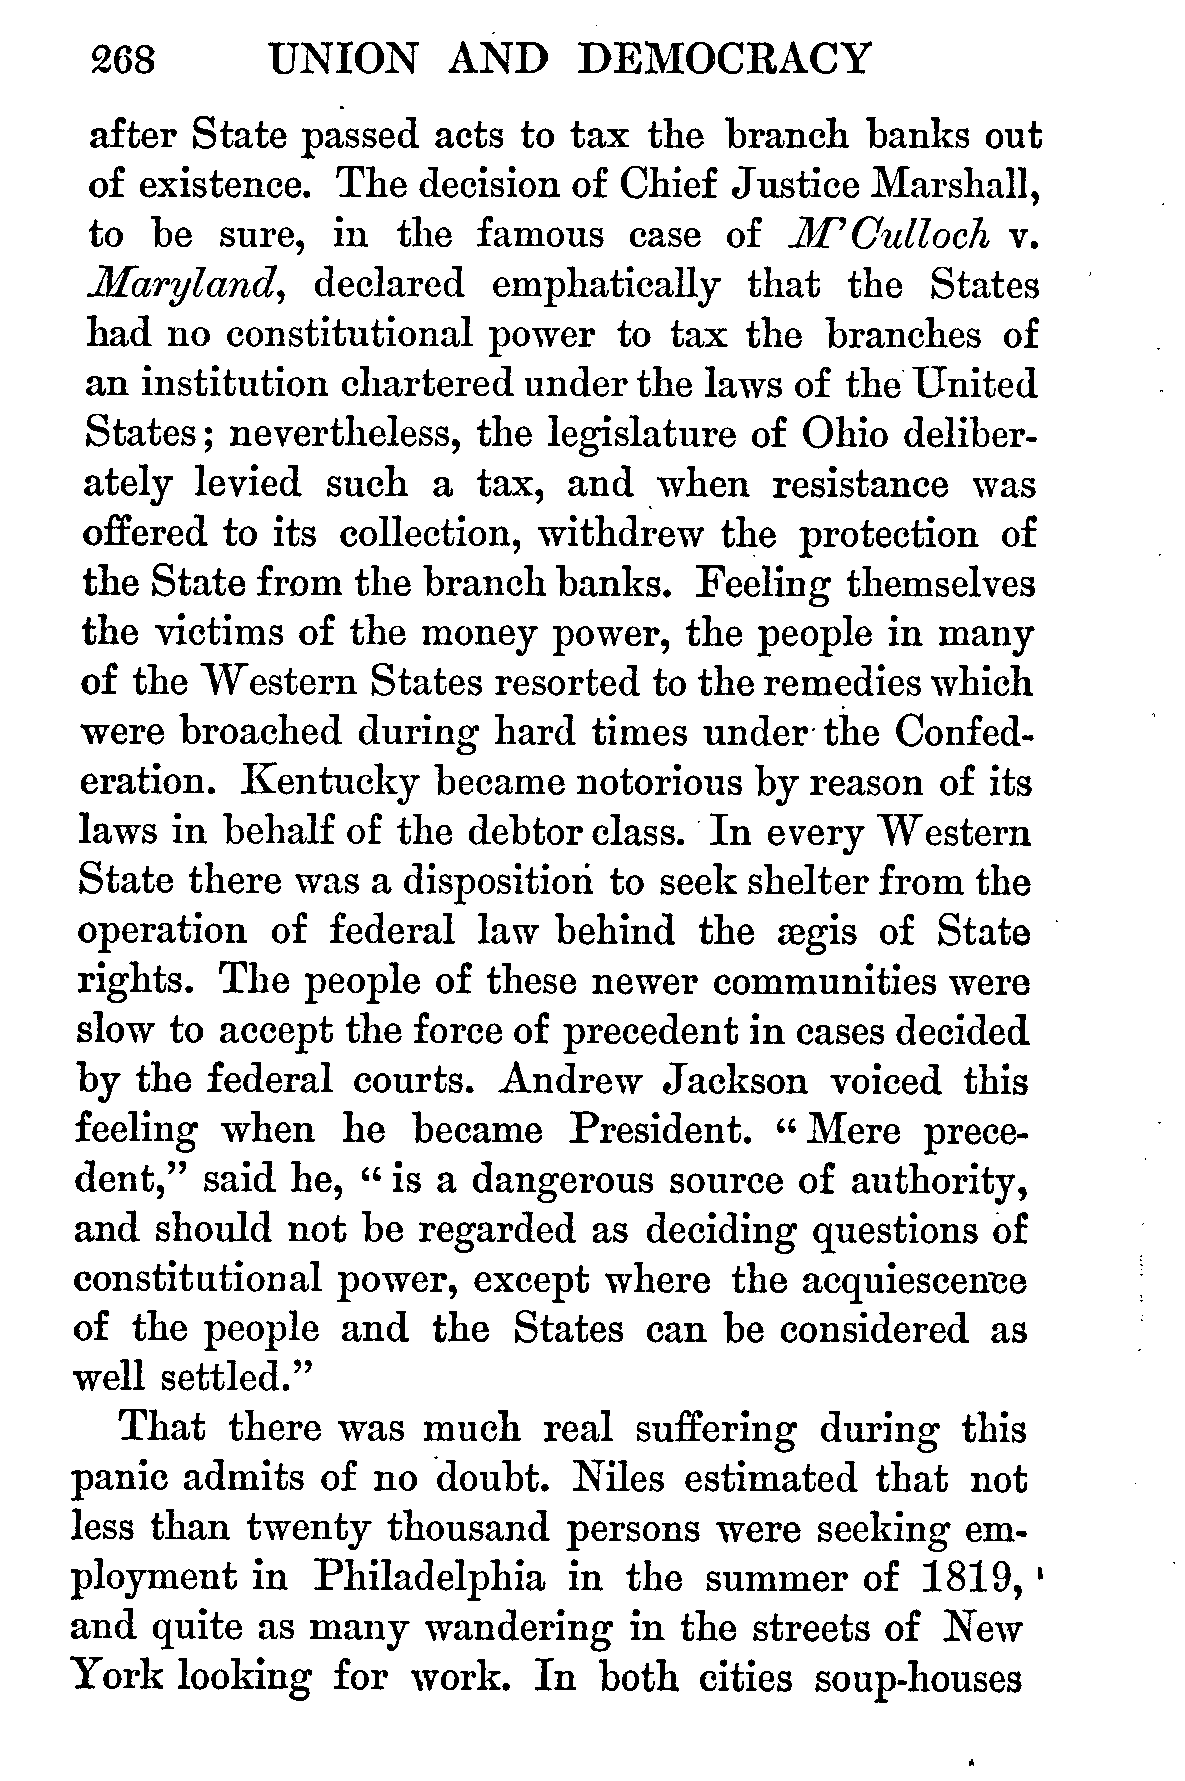 268 UNION AND DEMOCRACY
after State passed acts to tax the branch banks out
of existence. The decision of Chief Justice Marshall,
to be sure, in the famous case of M'Culloch v.
Maryland, declared emphatically that the States
had no constitutional power to tax the branches of
an institution chartered under the laws of the United
States; nevertheless, the legislature of Ohio deliber-
ately levied such a tax, and when resistance was
offered to its collection, withdrew the protection of
the State from the branch banks. Feeling themselves
the victims of the money power, the people in many
of the Western States resorted to the remedies which
were broached during hard times under the Confed-
eration. Kentucky became notorious by reason of its
laws in behalf of the debtor class. In every Western
State there was a disposition to seek shelter from the
operation of federal law behind the ægis of State
rights. The people of these newer communities were
slow to accept the force of precedent in cases decided
by the federal courts. Andrew Jackson voiced this
feeling when he became President. “Mere prece-
dent,” said he, “is a dangerous source of authority,
and should not be regarded as deciding questions of
constitutional power, except where the acquiescence
of the people and the States can be considered as
well settled.”
That there was much real suffering during this
panic admits of no doubt. Niles estimated that not
less than twenty thousand persons were seeking em-
ployment in Philadelphia in the summer of 1819,
and quite as many wandering in the streets of New
York looking for work. In both cities soup-houses